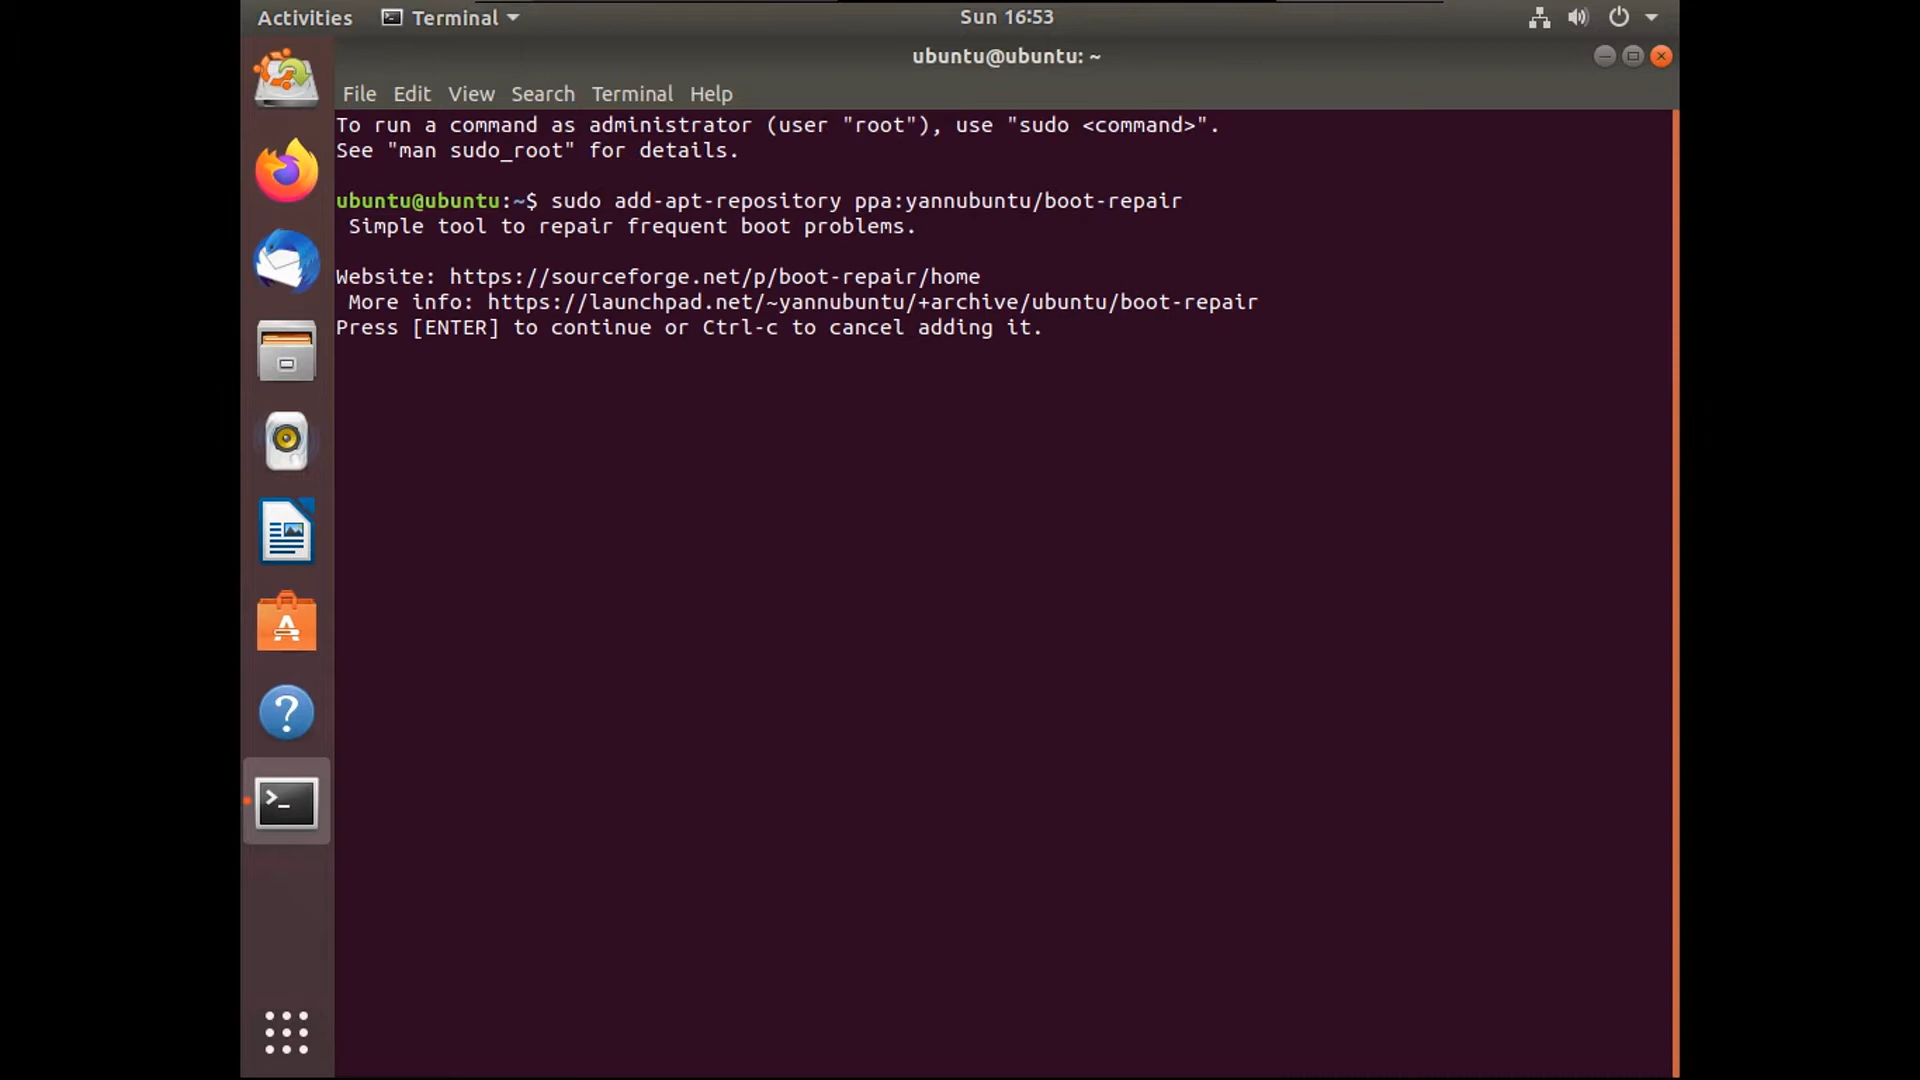 Activities
Terminal
Sun 16:53
ubuntu@ubuntu: ~
File Edit View Search Terminal Help
To run a command as administrator (user "root"), use "sudo <command>".
See "man sudo_root" for details.
ubuntu@ubuntu:~$ sudo add-apt-repository ppa:yannubuntu/boot-repair
Simple tool to repair frequent boot problems.
Website: https://sourceforge.net/p/boot-repair/home
More info: https://launchpad.net/~yannubuntu/+archive/ubuntu/boot-repair
Press [ENTER] to continue or Ctrl-c to cancel adding it.